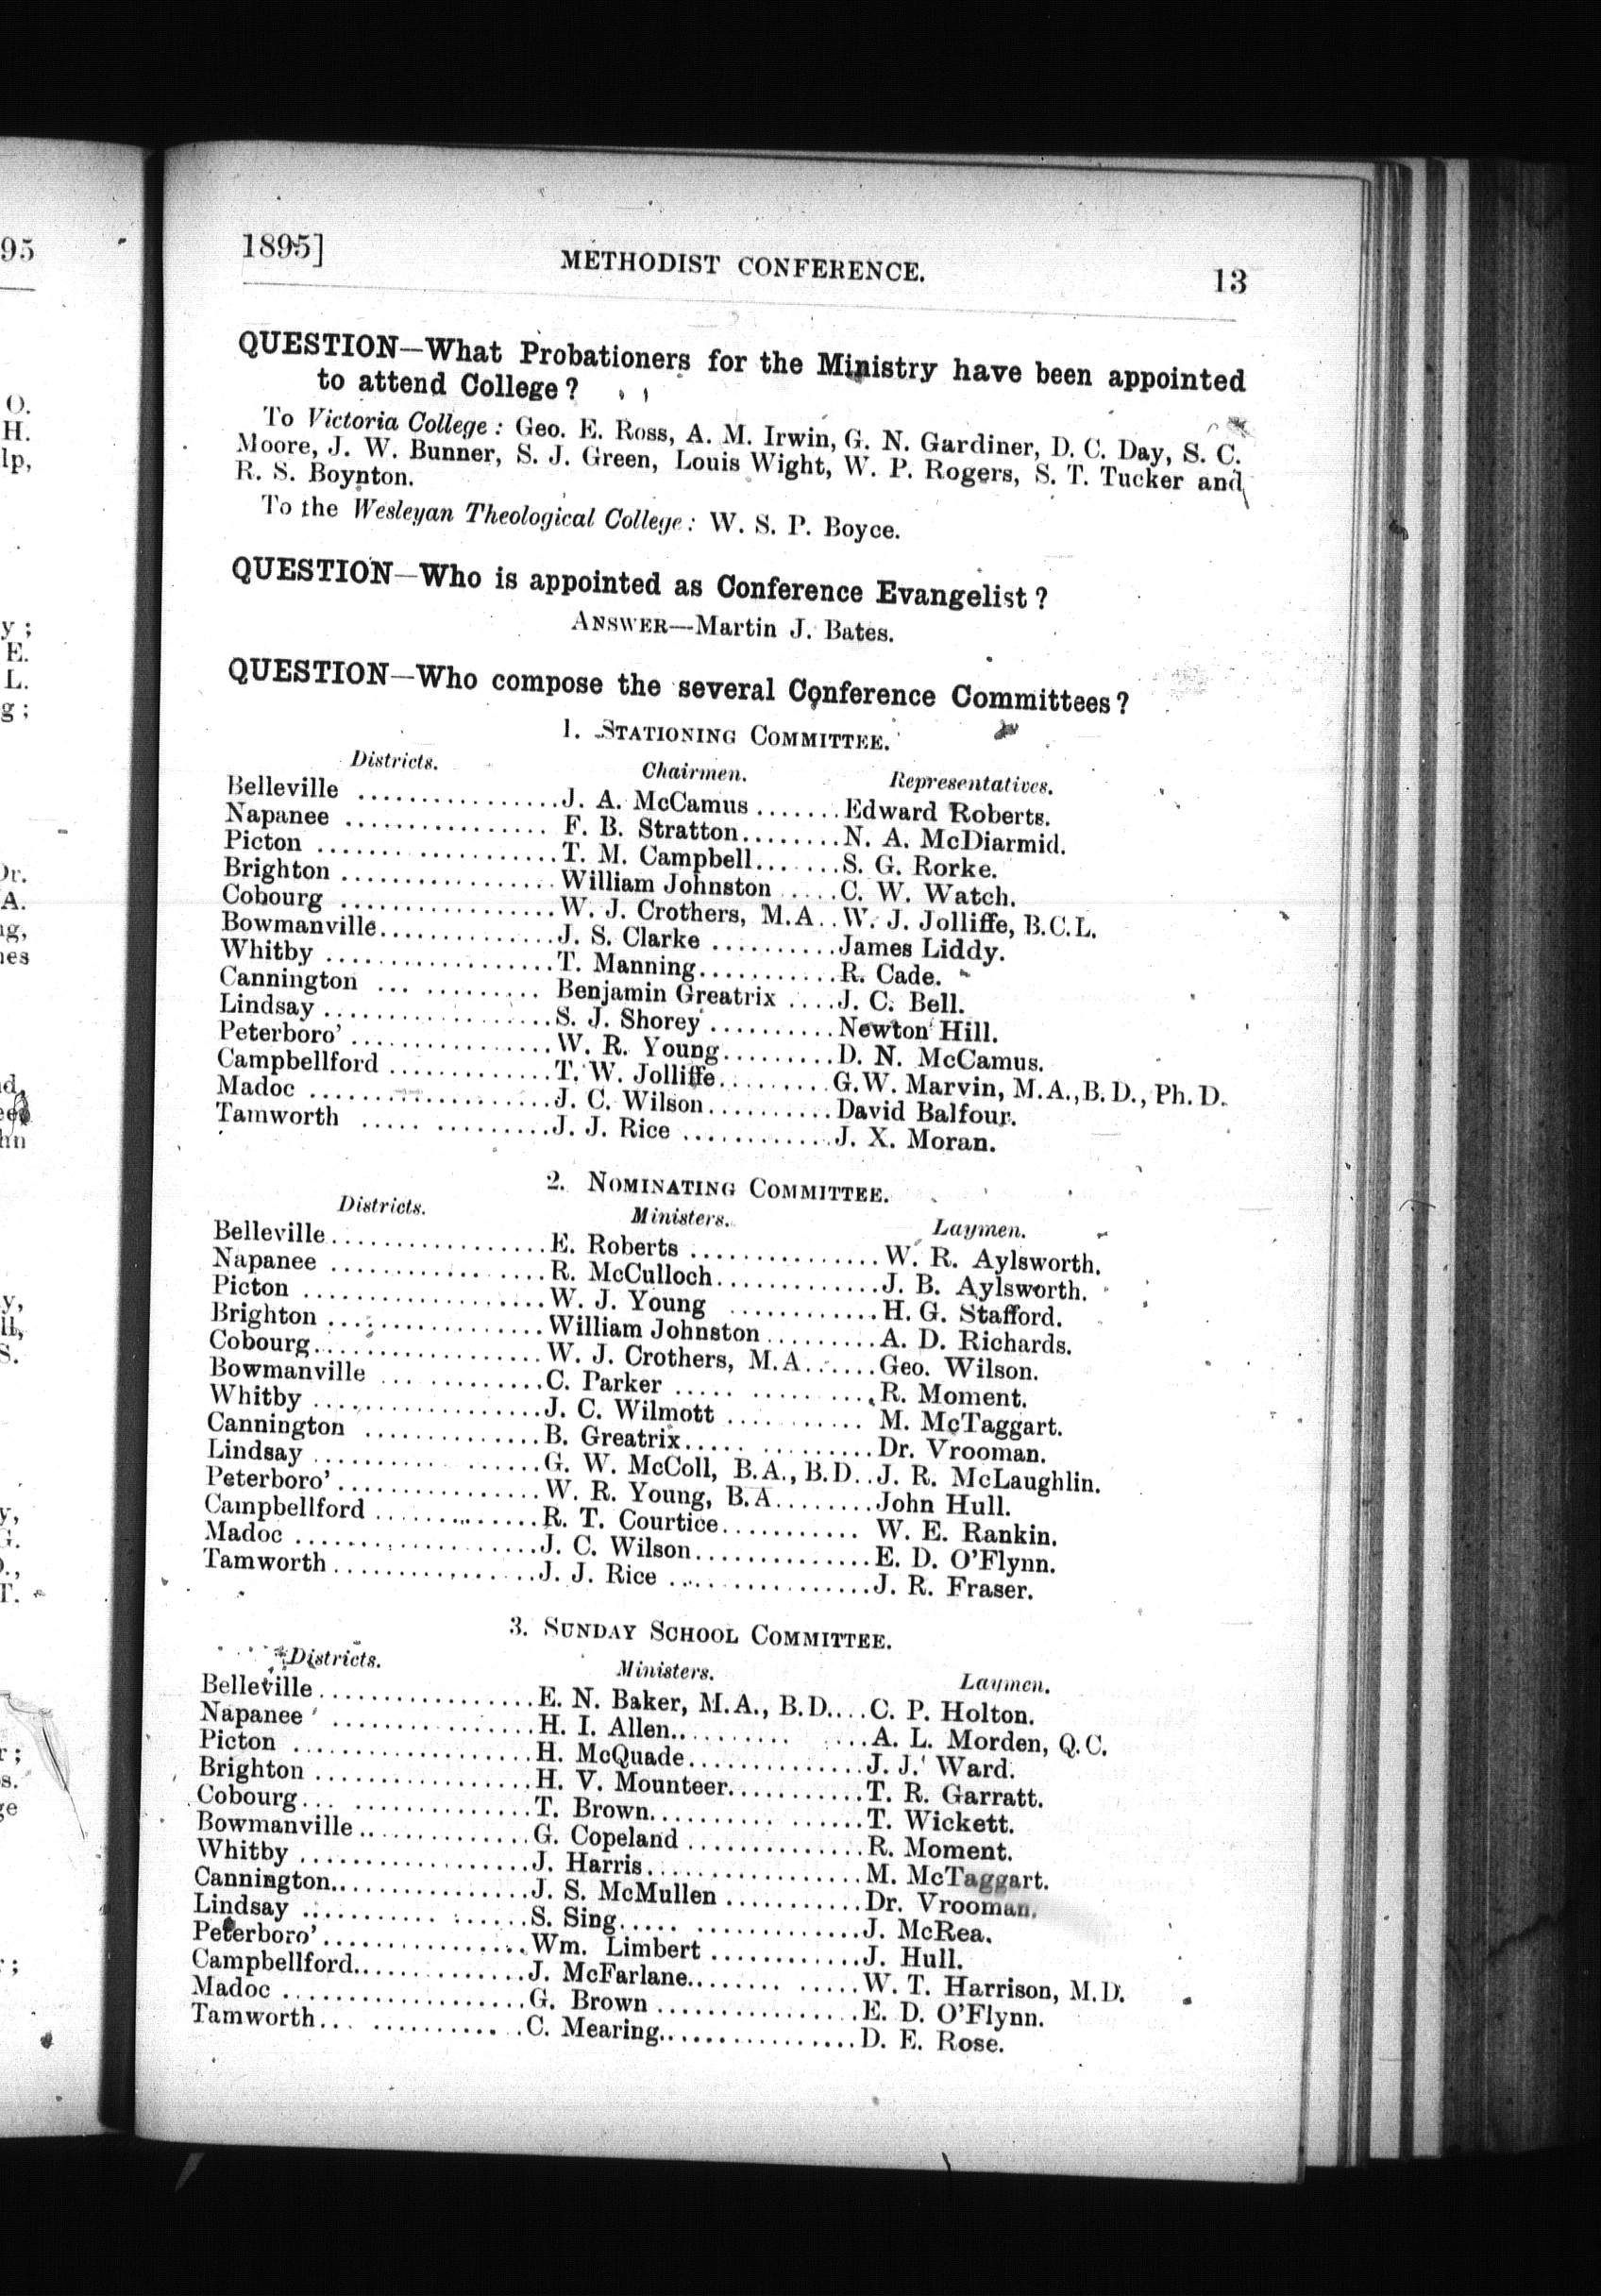 1895]
METHODIST CONFERENCE.
13
QUESTION—What Probationers for the Ministry have been appointed
to attend College?
To Victoria College: Geo. E. Ross, A. M. Irwin, G. N. Gardiner, D. C. Day, S. C.
Moore, J. W. Bunner, S. J. Green, Louis Wight, W. P. Rogers, S. T. Tucker and
R. S. Boynton.
To the Wesleyan Theological College: W. S. P. Boyce.
QUESTION—Who is appointed as Conference Evangelist?
ANSWER—Martin J. Bates.
QUESTION—Who compose the several Conference Committees?
1. STATIONING COMMITTEE.
Districts. Chairmen. Representatives.
Belleville ................J. A. McCamus.......Edward Roberts.
Napanee ................F. B. Stratton........N. A. McDiarmid.
Picton ...................T. M. Campbell.......S. G. Rorke.
Brighton .................William Johnston .....C. W. Watch.
Cobourg .................W. J. Crothers, M.A..W. J. Jolliffe, B.C.L.
Bowmanville..............J. S. Clarke ..........James Liddy.
Whitby ..................T. Manning...........R. Cade.
Cannington ... ..........Benjamin Greatrix ....J. C. Bell.
Lindsay ..................S. J. Shorey ..........Newton Hill.
Peterboro' ................W. R. Young.........D. N. McCamus.
Campbellford .............T. W. Jolliffe.........G. W. Marvin, M.A., B.D., Ph.D.
Madoc ...................J. C. Wilson..........David Balfour.
Tamworth ..... .........J. J. Rice ............J. X. Moran.
2. NOMINATING COMMITTEE.
Districts. Ministers. Laymen.
Belleville.................E. Roberts ...............W. R. Aylsworth.
Napanee .................R. McCulloch.............J. B. Aylsworth.
Picton ...................W. J. Young ............H. G. Stafford.
Brighton .................William Johnston .........A. D. Richards.
Cobourg..................W. J. Crothers, M.A......Geo. Wilson.
Bowmanville .............C. Parker ..... ..........R. Moment.
Whitby ..................J. C. Wilmott ...........M. McTaggart.
Cannington ..............B. Greatrix..... .........Dr. Vrooman.
Lindsay ..................G. W. McColl, B.A., B.D..J. R. McLaughlin.
Peterboro' ................W. R. Young, B.A........John Hull.
Campbellford .............R. T. Courtice...........W. E. Rankin.
Madoc ...................J. C. Wilson..............E. D. O'Flynn.
Tamworth................J. J. Rice ................J. R. Fraser.
3. SUNDAY SCHOOL COMMITTEE.
Districts. Ministers. Laymen.
Belleville.................E. N. Baker, M.A., B.D....C. P. Holton.
Napanee ................H. I. Allen.......... ....A. L. Morden, Q.C.
Picton ...................H. McQuade..............J. J. Ward.
Brighton .................H. V. Mounteer...........T. R. Garratt.
Cobourg... ..............T. Brown.......... ......T. Wickett.
Bowmanville..............G. Copeland ..............R. Moment.
Whitby ..................J. Harris.................M. McTaggart.
Cannington................J. S. McMullen ...........Dr. Vrooman.
Lindsay ........... ......S. Sing..... .............J. McRea.
Peterboro'................Wm. Limbert ............J. Hull.
Campbellford..............J. McFarlane........ .....W. T. Harrison, M.D.
Madoc ...................G. Brown ................E. D. O'Flynn.
Tamworth... .............C. Mearing................D. E. Rose.